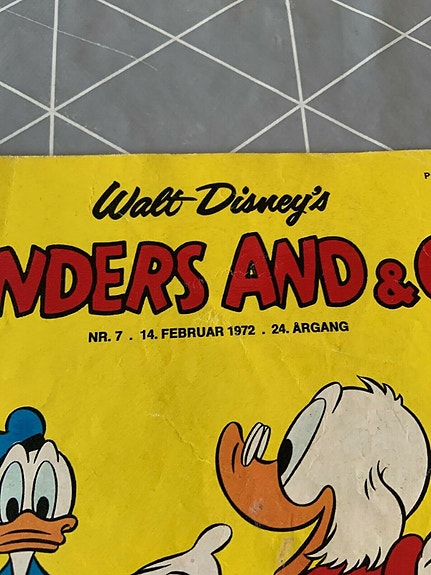 Walt Disney's
NDERS AND &
NR. 7 . 14. FEBRUAR 1972 . 24. ÅRGANG
P